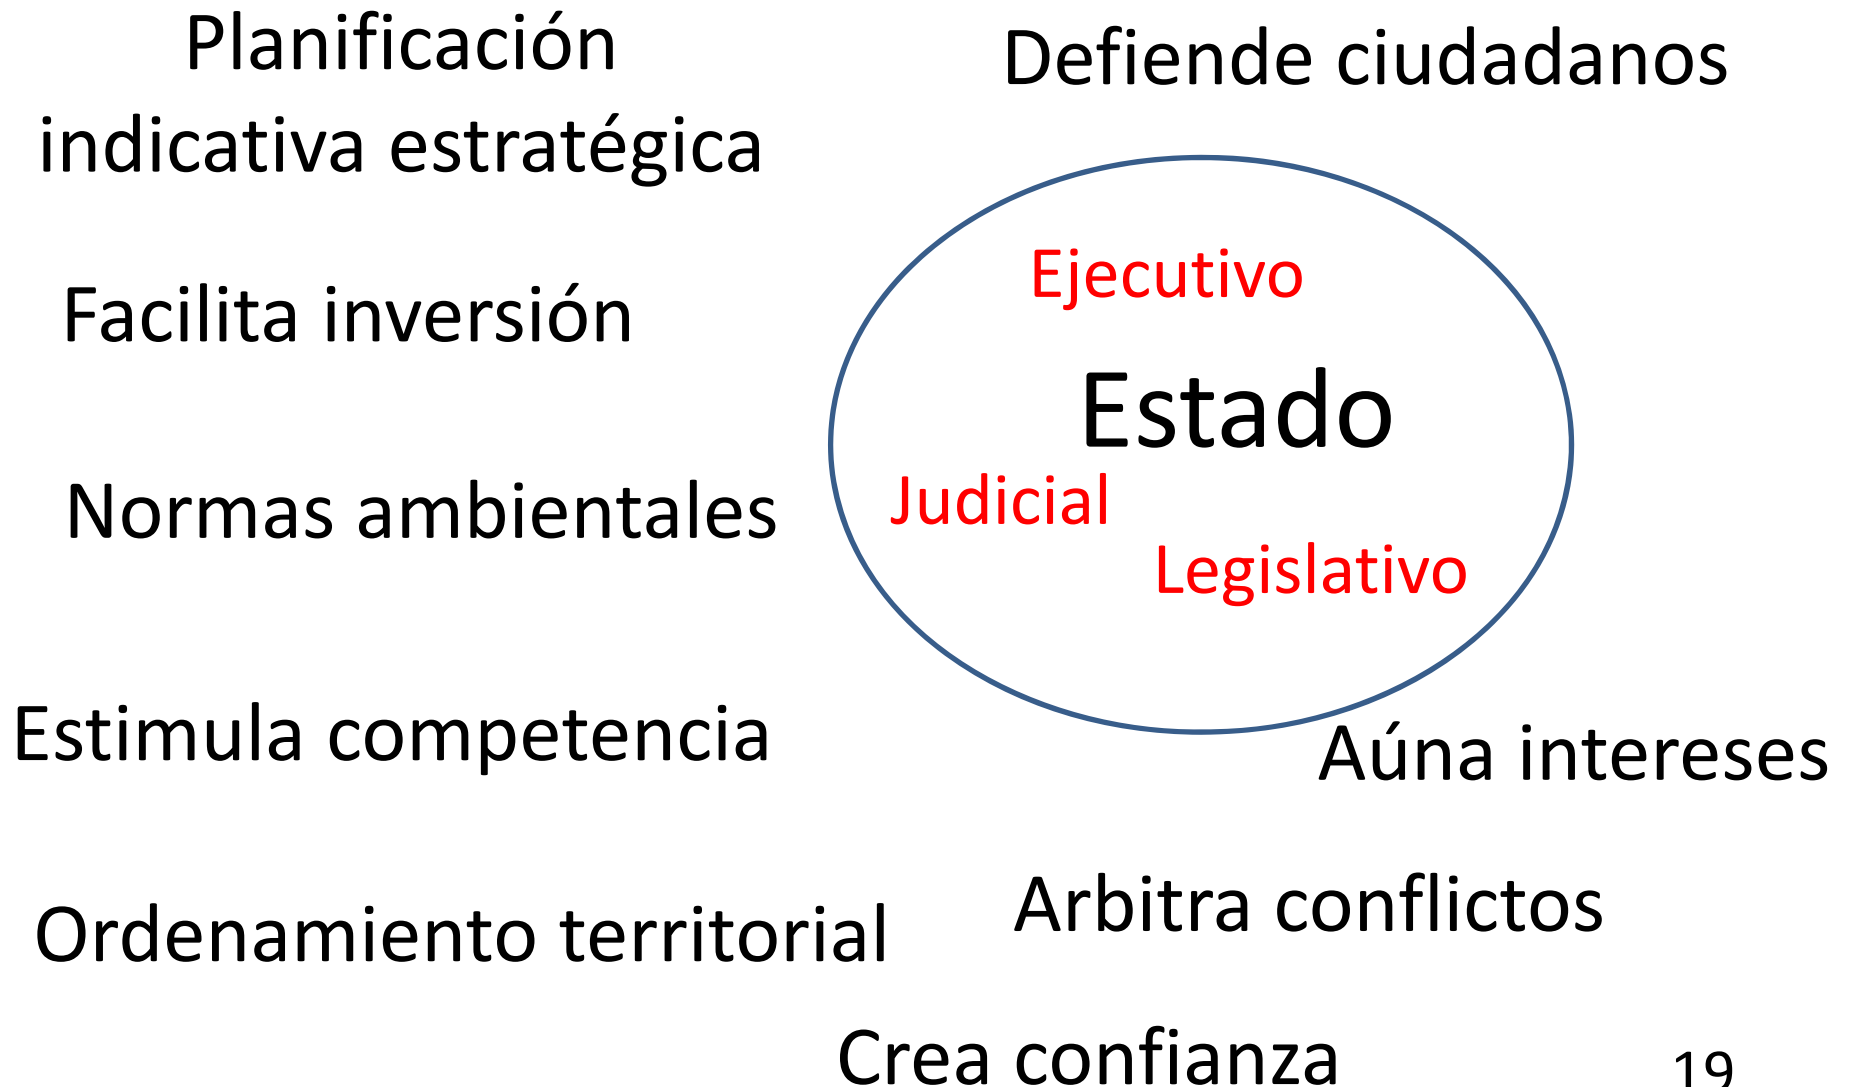 Planificación
indicativa estratégica
Defiende ciudadanos
Facilita inversión
Ejecutivo
Estado
Normas ambientales
Judicial
Legislativo
Estimula competencia
Aúna intereses
Ordenamiento territorial
Arbitra conflictos
Crea confianza
19